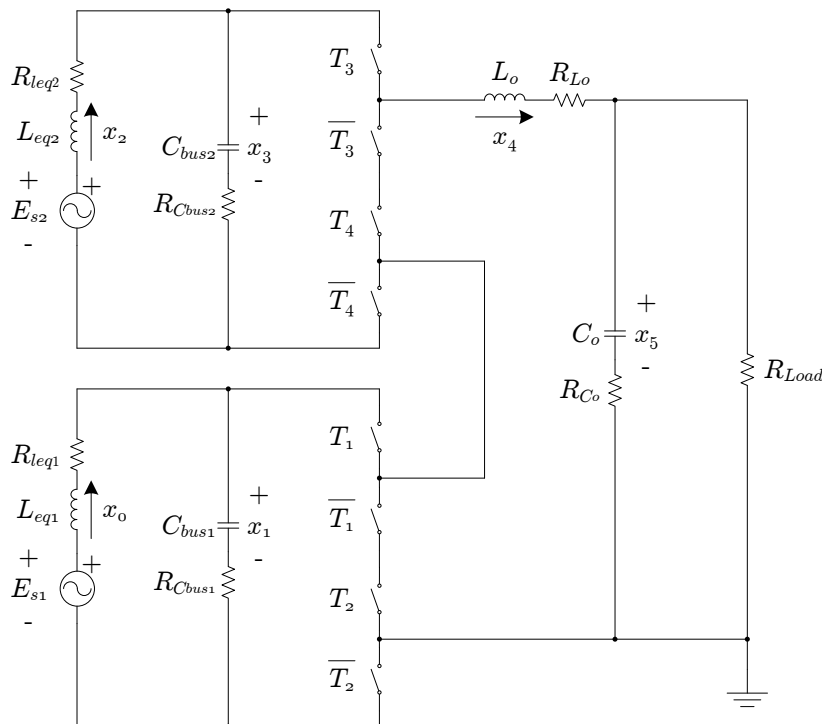 R_{leq2}
L_{eq2}
x_2
+
+
E_{s2}
-
C_{bus2}
+
x_3
-
R_{Cbus2}
T_3
\overline{T_3}
T_4
\overline{T_4}
L_o
R_{Lo}
x_4
C_o
+
x_5
-
R_{Co}
R_{Load}
R_{leq1}
L_{eq1}
x_0
+
+
E_{s1}
-
C_{bus1}
+
x_1
-
R_{Cbus1}
T_1
\overline{T_1}
T_2
\overline{T_2}